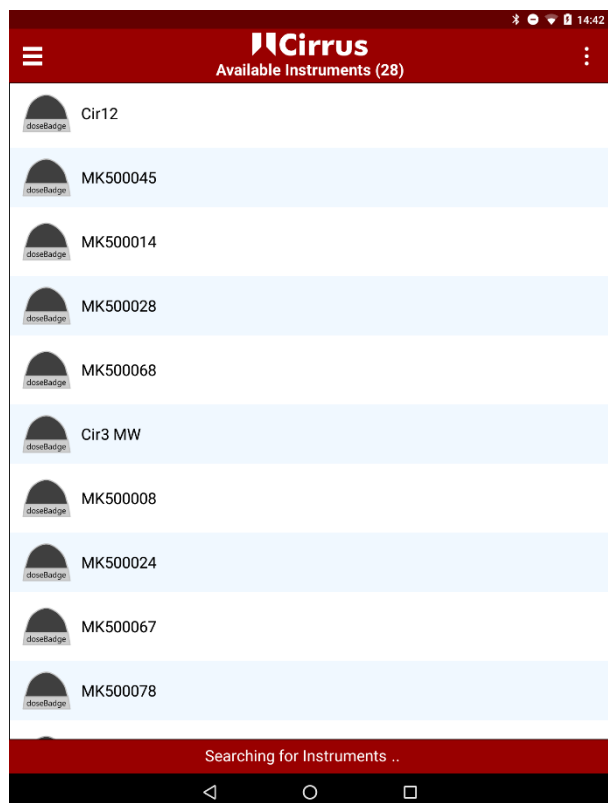 14:42
Cirrus
Available Instruments (28)
doseBadge
Cir12
doseBadge
MK500045
doseBadge
MK500014
doseBadge
MK500028
doseBadge
MK500068
doseBadge
Cir3 MW
doseBadge
MK500008
doseBadge
MK500024
doseBadge
MK500067
doseBadge
MK500078
Searching for Instruments ..